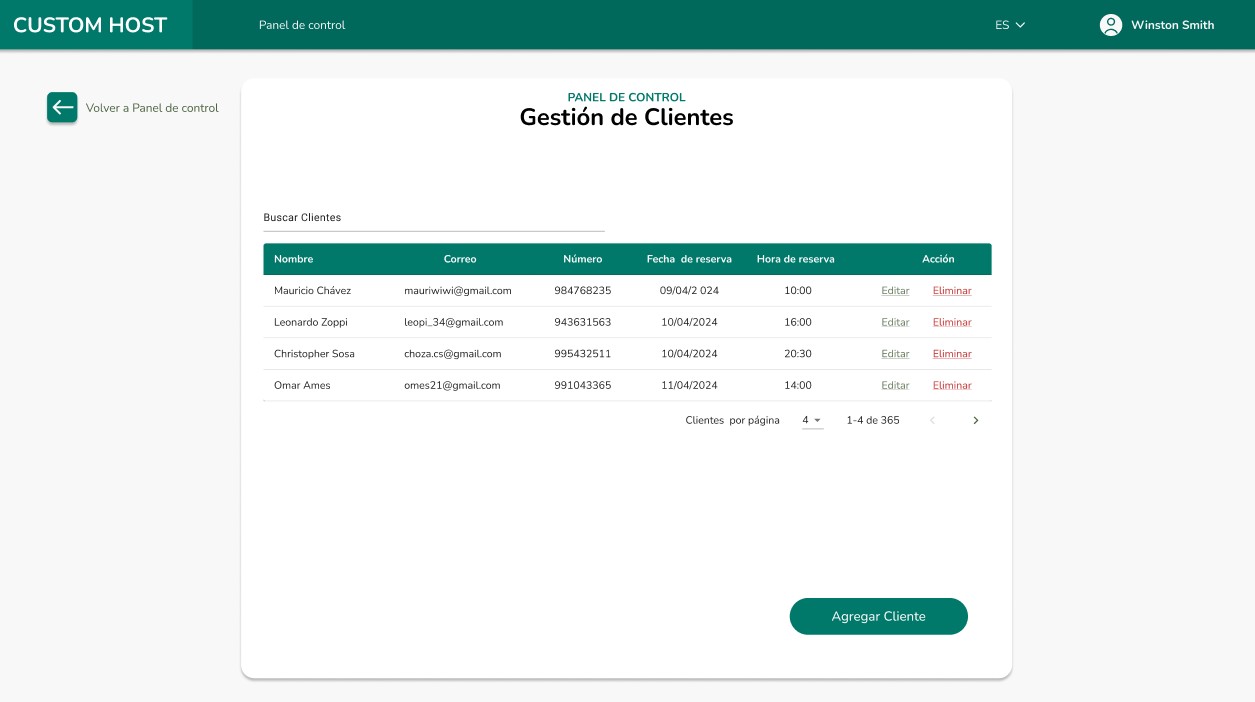 CUSTOM HOST
Panel de control
ES
Winston Smith
Volver a Panel de control
PANEL DE CONTROL
Gestión de Clientes
Buscar Clientes
Nombre Correo Número Fecha de reserva Hora de reserva Acción
Mauricio Chávez mauriwiwi@gmail.com 984768235 09/04/2 024 10:00 Editar Eliminar
Leonardo Zoppi leopi_34@gmail.com 943631563 10/04/2024 16:00 Editar Eliminar
Christopher Sosa choza.cs@gmail.com 995432511 10/04/2024 20:30 Editar Eliminar
Omar Ames omes21@gmail.com 991043365 11/04/2024 14:00 Editar Eliminar
Clientes por página 4 1-4 de 365
Agregar Cliente